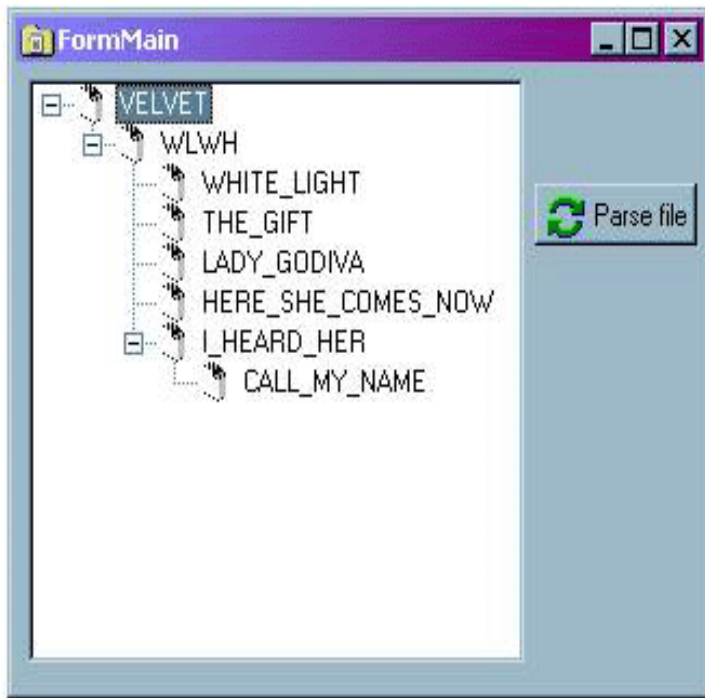 FormMain
VELVET
WLWH
WHITE_LIGHT
THE_GIFT
LADY_GODIVA
HERE_SHE_COMES_NOW
I_HEARD_HER
CALL_MY_NAME
Parse file